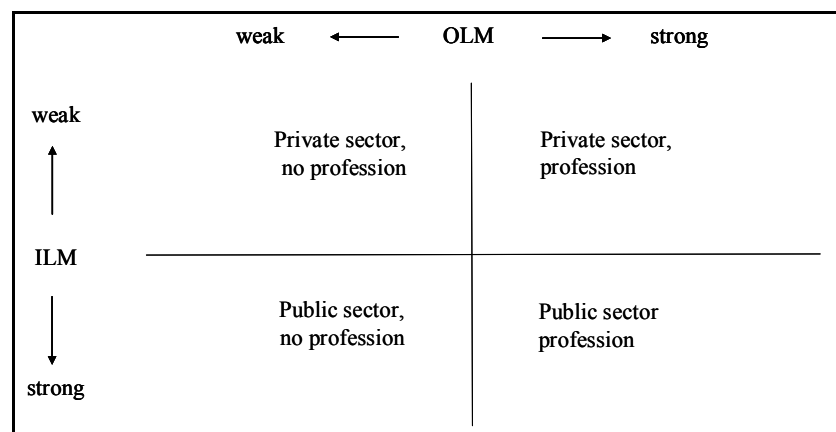 weak OLM strong
weak
Private sector,
no profession
Private sector,
profession
ILM
Public sector,
no profession
Public sector
profession
strong